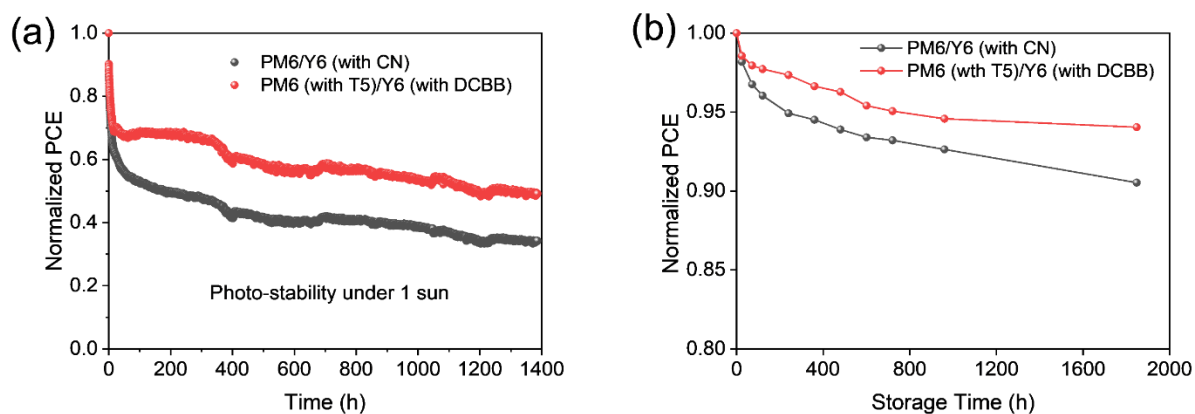 (a)
Normalized PCE
1.0
0.8
0.6
0.4
0.2
0.0
PM6/Y6 (with CN)
PM6 (with T5)/Y6 (with DCBB)
Photo-stability under 1 sun
0 200 400 600 800 1000 1200 1400
Time (h)
(b)
Normalized PCE
1.00
0.95
0.90
0.85
0.80
PM6/Y6 (with CN)
PM6 (wth T5)/Y6 (with DCBB)
0 400 800 1200 1600 2000
Storage Time (h)